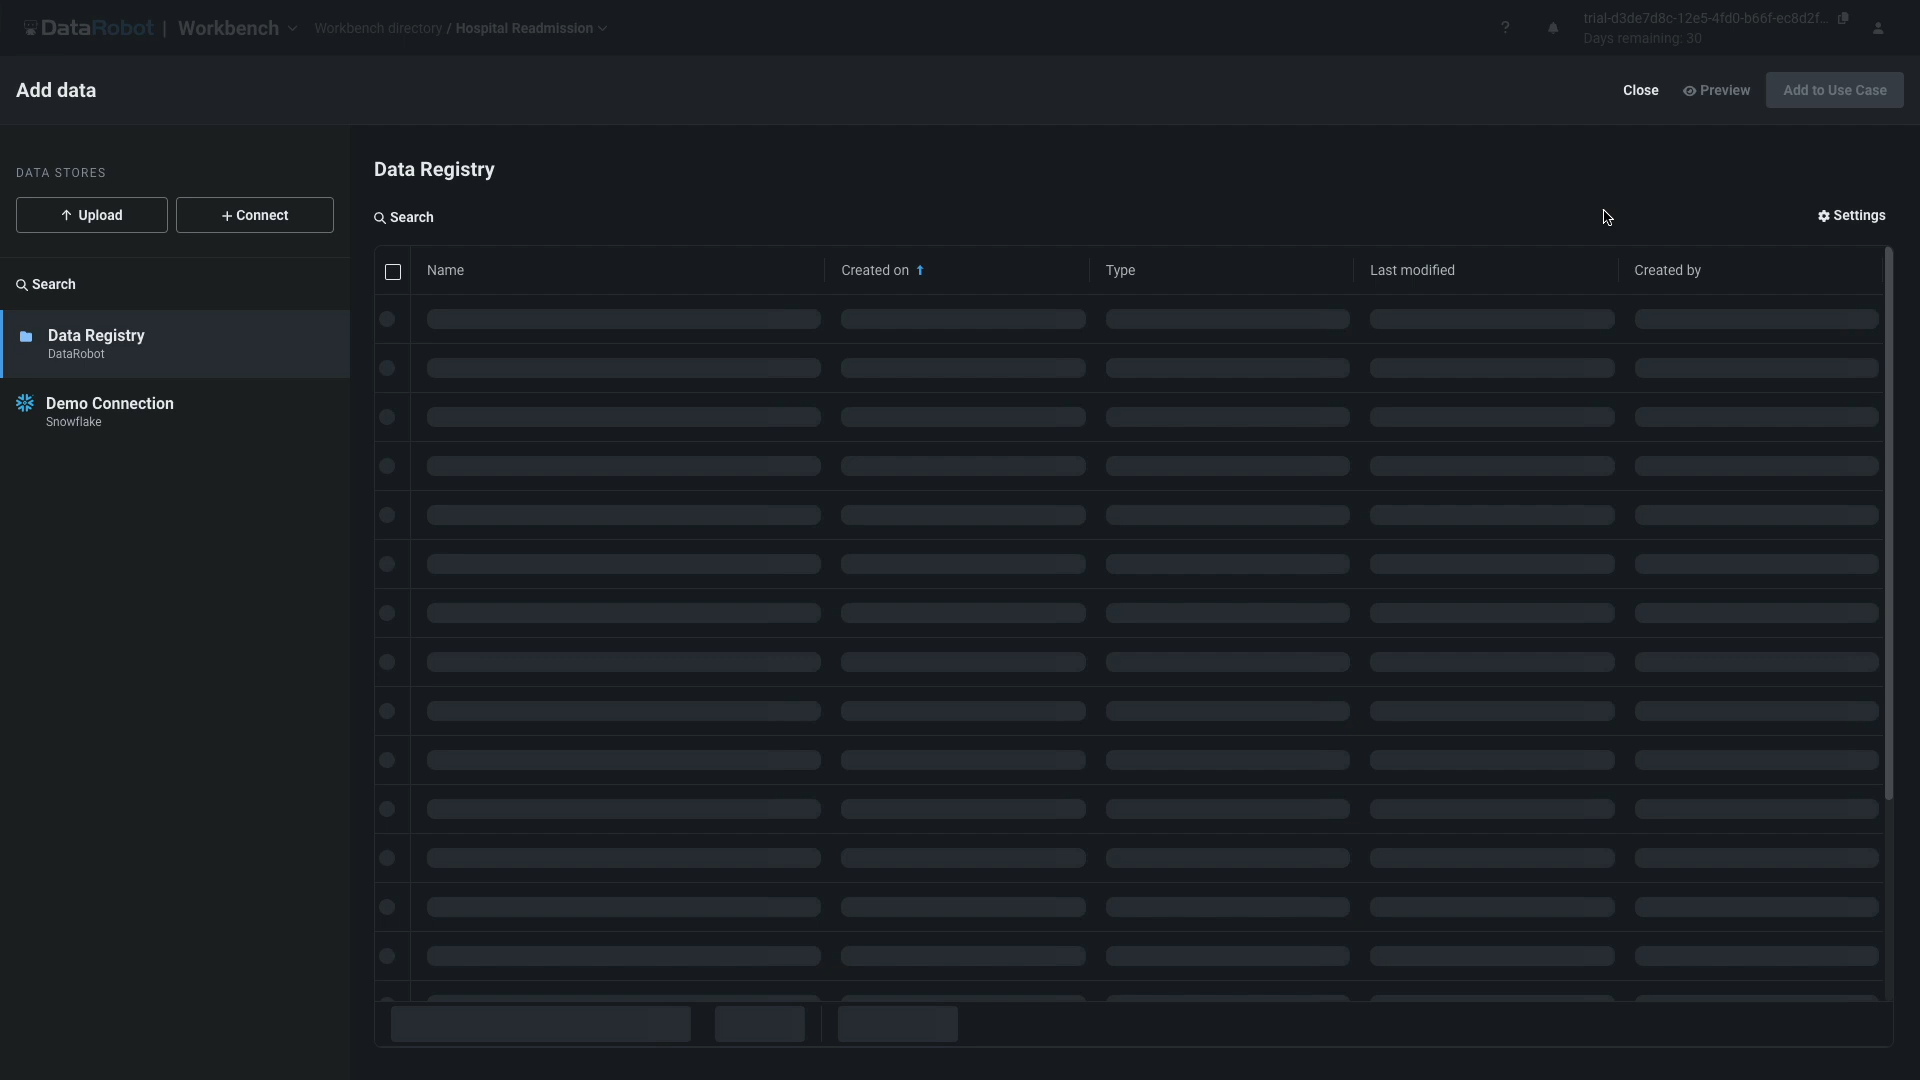 DataRobot | Workbench
Workbench directory / Hospital Readmission
?
trial-d3de7d8c-12e5-4fd0-b66f-ec8d2f...
Days remaining: 30
Add data
Close
Preview
Add to Use Case
DATA STORES
Upload
+ Connect
Search
Data Registry
DataRobot
Demo Connection
Snowflake
Data Registry
Search
Settings
Name
Created on
Type
Last modified
Created by